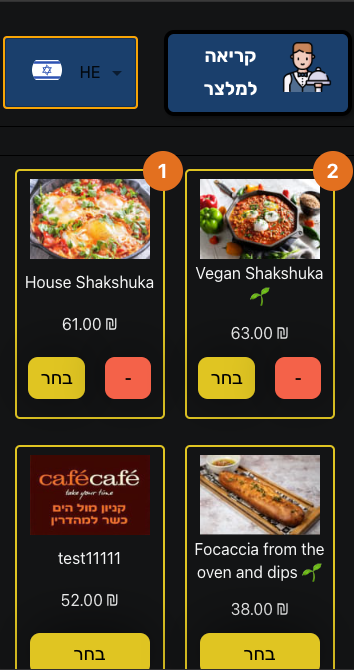 HE
קריאה
למלצר
1
2
House Shakshuka
61.00 ₪
בחר
-
Vegan Shakshuka
63.00 ₪
בחר
-
cafécafé
take your time
קניון מול הים
כשר למהדרין
test11111
52.00 ₪
בחר
Focaccia from the
oven and dips
38.00 ₪
בחר